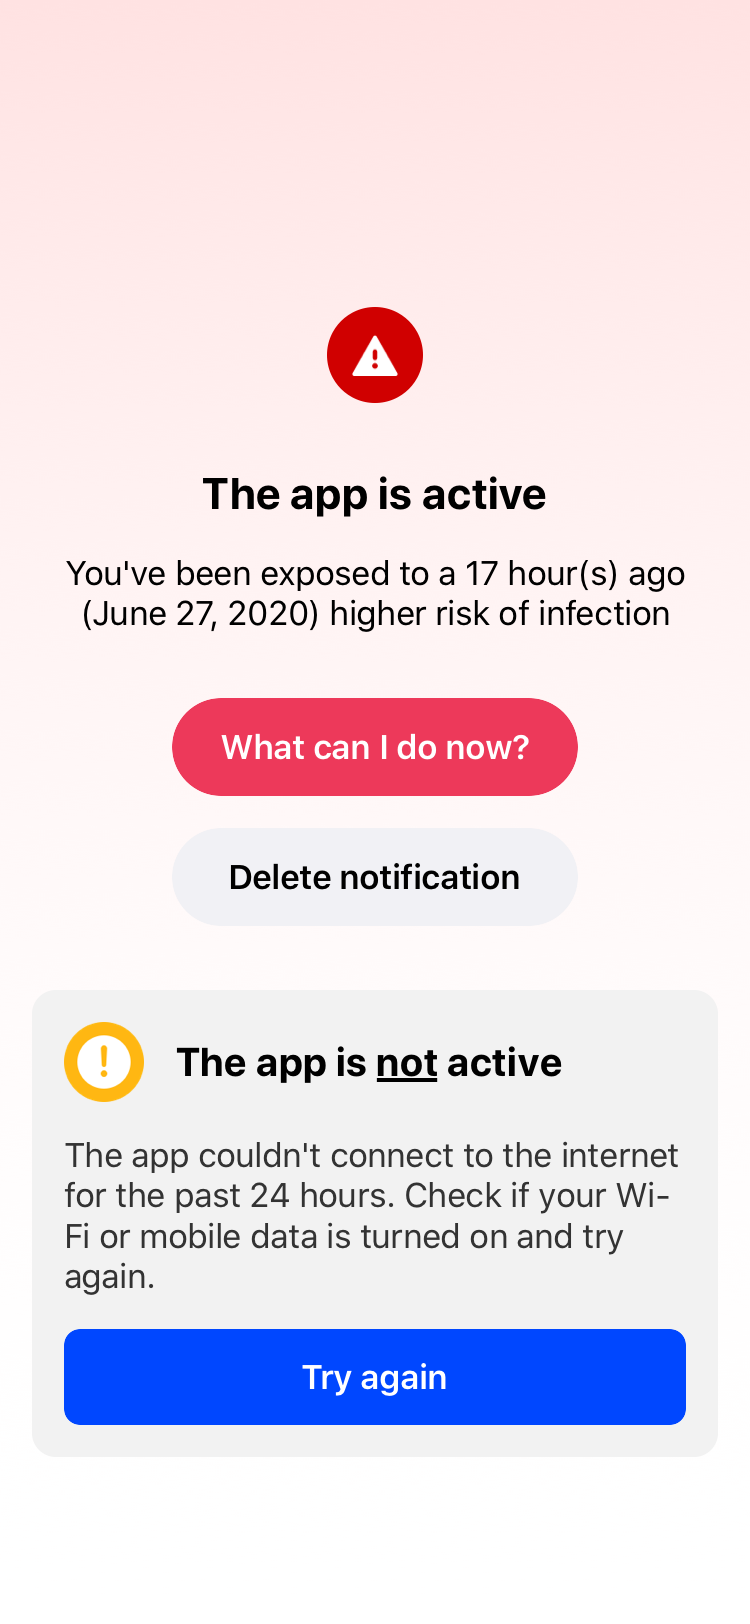 The app is active
You've been exposed to a 17 hour(s) ago
(June 27, 2020) higher risk of infection
What can I do now?
Delete notification
The app is not active
The app couldn't connect to the internet
for the past 24 hours. Check if your Wi-
Fi or mobile data is turned on and try
again.
Try again